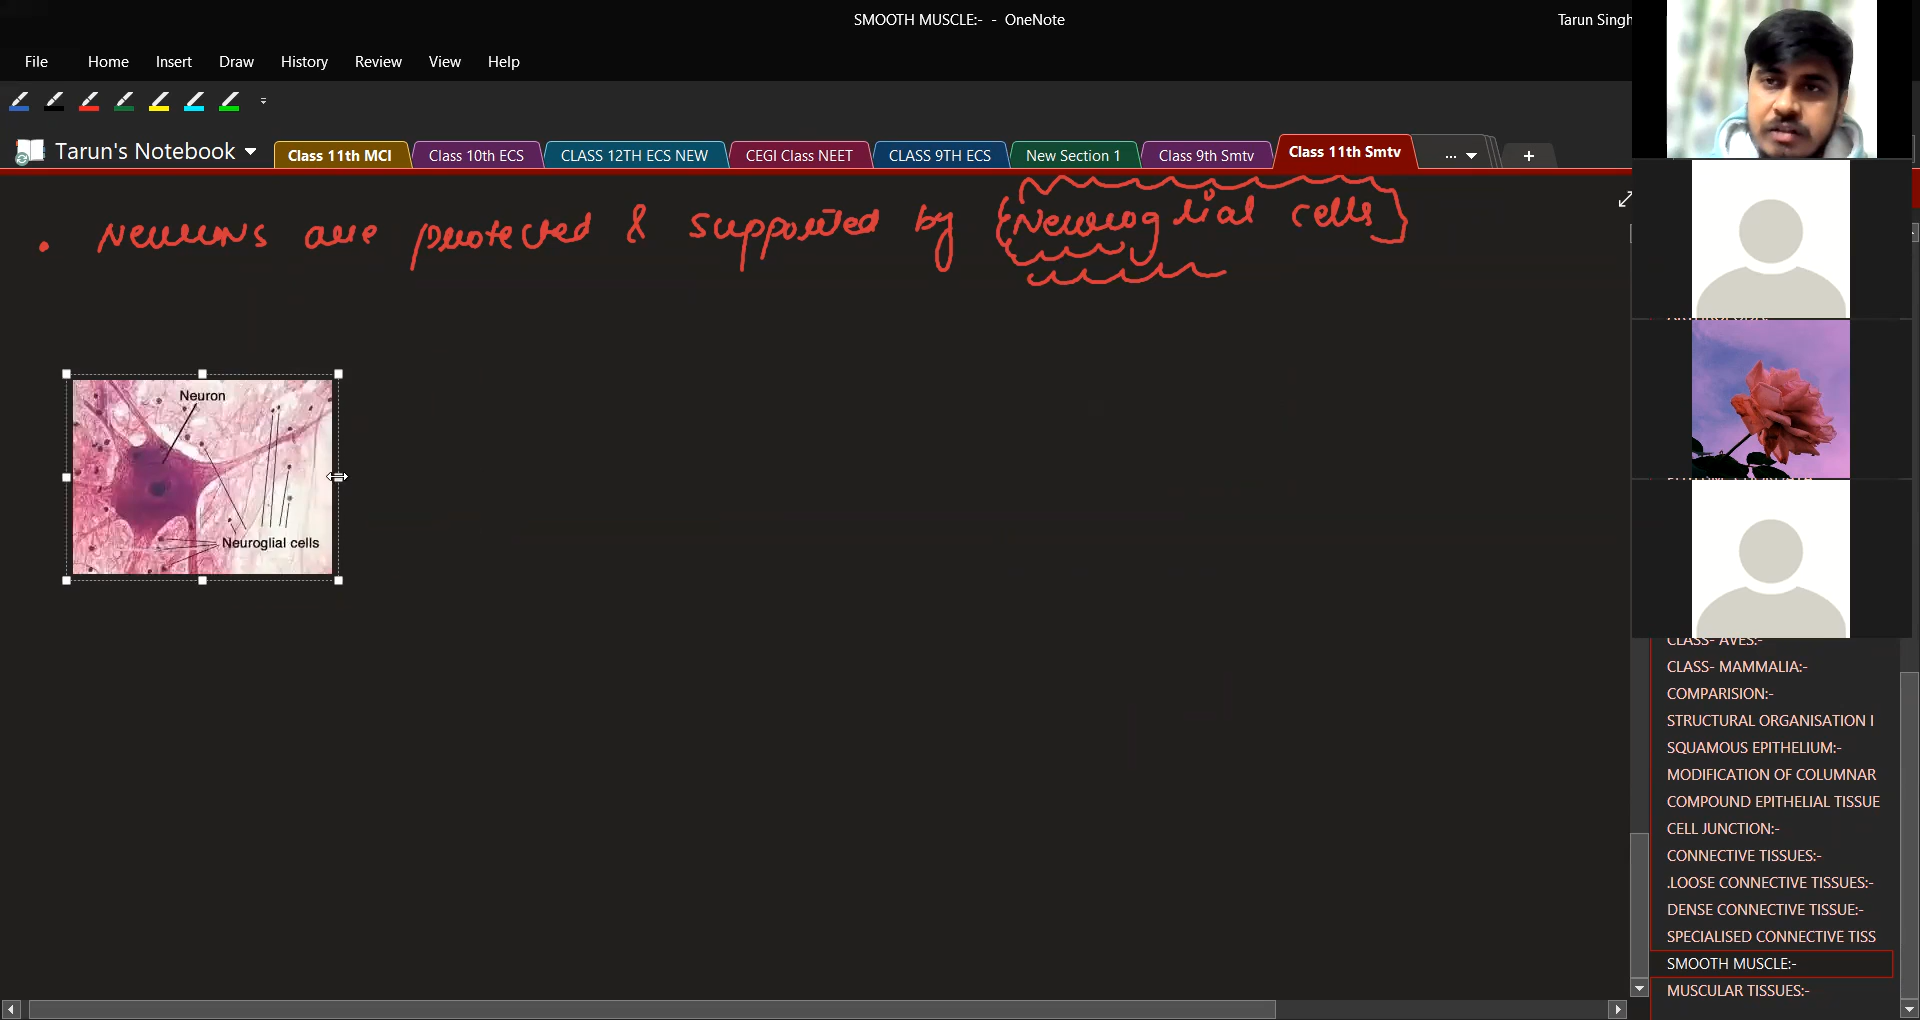 SMOOTH MUSCLE:- - OneNote
Tarun Singh
File Home Insert Draw History Review View Help
Tarun's Notebook
Class 11th MCI
Class 10th ECS
CLASS 12TH ECS NEW
CEGI Class NEET
CLASS 9TH ECS
New Section 1
Class 9th Smtv
Class 11th Smtv
...
+
. Neurons are protected & supported by {Neuroglial cells}
Neuron
Neuroglial cells
CLASS- AVES:-
CLASS- MAMMALIA:-
COMPARISION:-
STRUCTURAL ORGANISATION I
SQUAMOUS EPITHELIUM:-
MODIFICATION OF COLUMNAR
COMPOUND EPITHELIAL TISSUE
CELL JUNCTION:-
CONNECTIVE TISSUES:-
.LOOSE CONNECTIVE TISSUES:-
DENSE CONNECTIVE TISSUE:-
SPECIALISED CONNECTIVE TISS
SMOOTH MUSCLE:-
MUSCULAR TISSUES:-